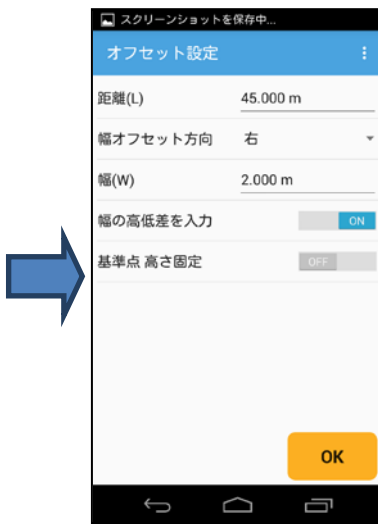 スクリーンショットを保存中...
オフセット設定
距離(L) 45.000 m
幅オフセット方向 右
幅(W) 2.000 m
幅の高低差を入力 ON
基準点 高さ固定 OFF
OK